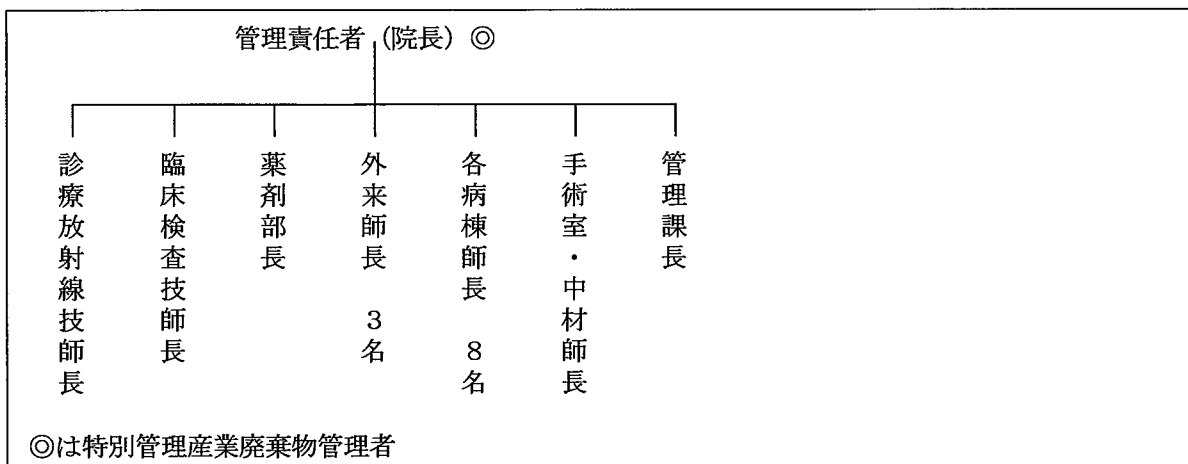 管理責任者（院長）◎
診療放射線技師長
臨床検査技師長
薬剤部長
外来師長　３名
各病棟師長　８名
手術室・中材師長
管理課長
◎は特別管理産業廃棄物管理者